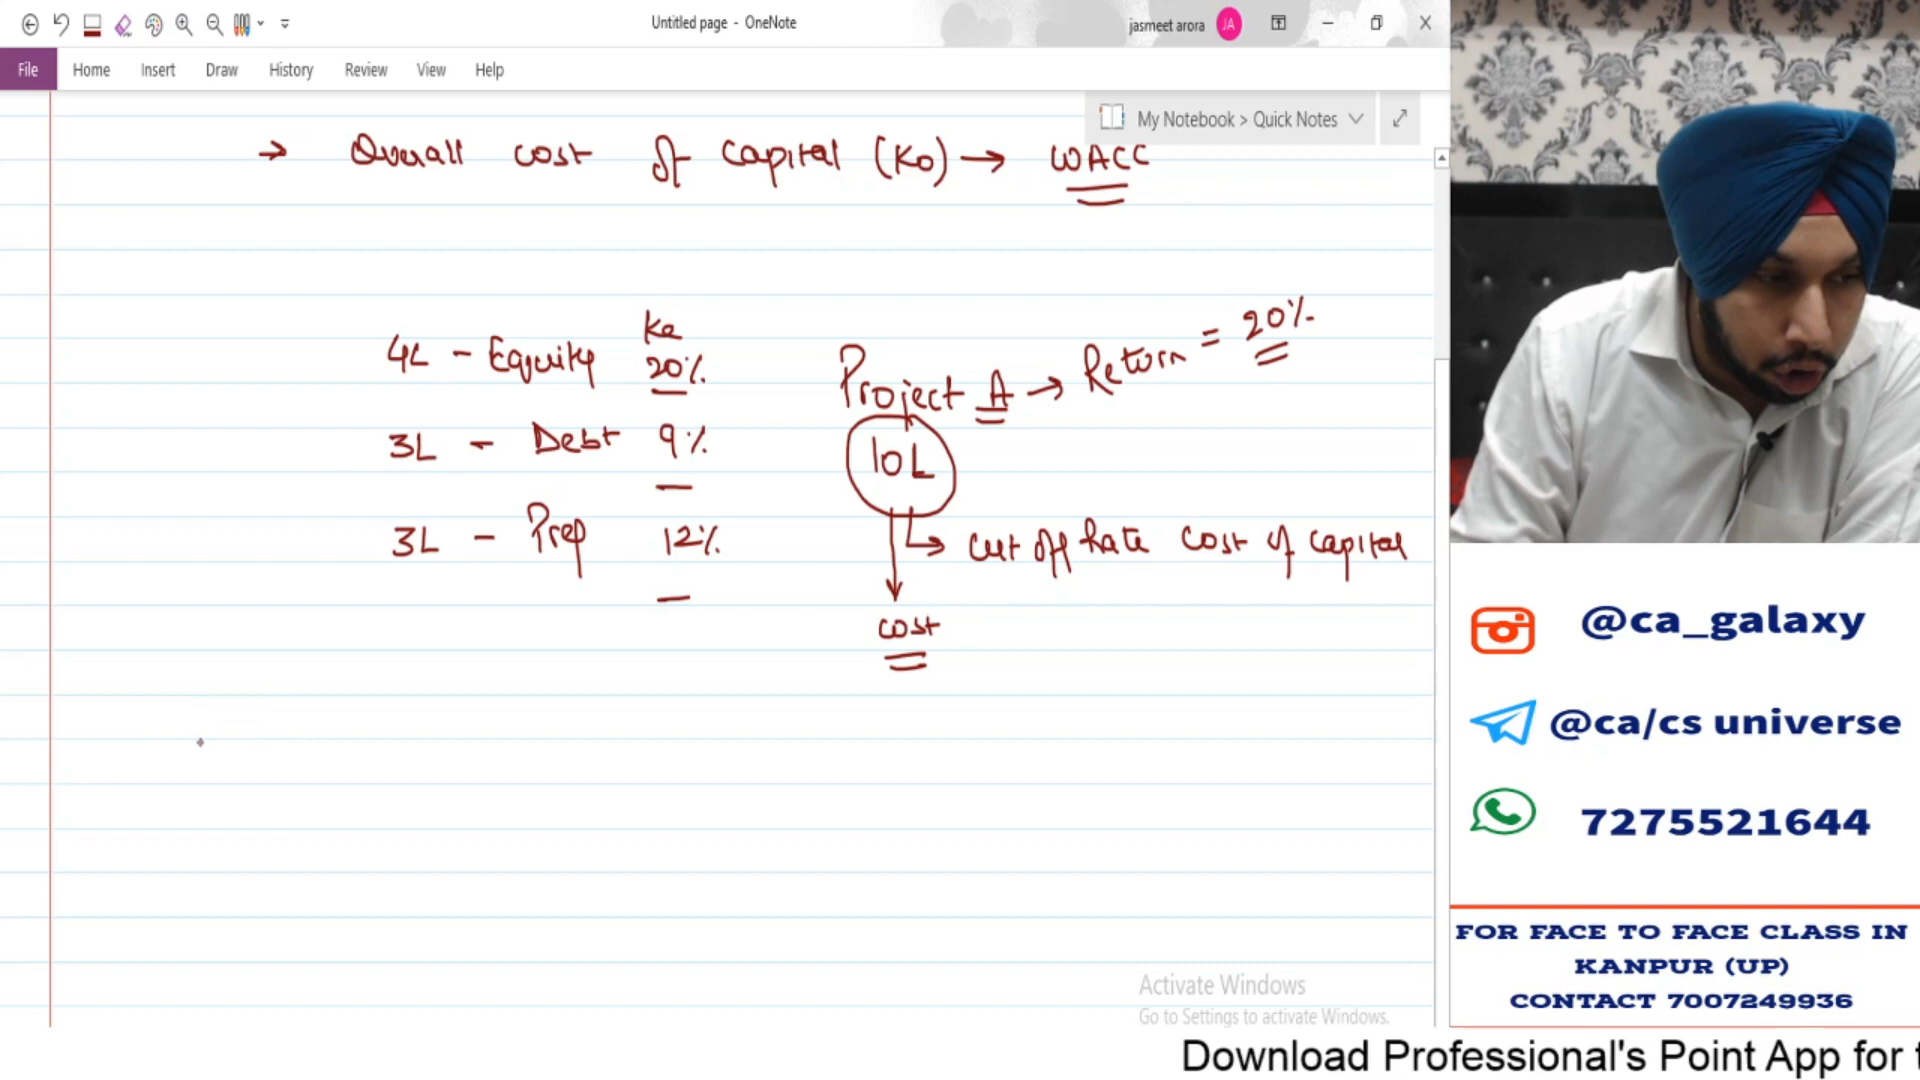 Untitled page - OneNote
jasmeet arora
JA
File Home Insert Draw History Review View Help
My Notebook > Quick Notes
→ Overall cost of capital (Ko) → WACC
Ke
4L - Equity 20%
Project A → Return = 20%
3L - Debt 9%
10L
3L - Pref 12%
cut off Rate cost of capital
cost
@ca_galaxy
@ca/cs universe
7275521644
FOR FACE TO FACE CLASS IN
KANPUR (UP)
CONTACT 7007249936
Activate Windows
Go to Settings to activate Windows.
Download Professional's Point App for